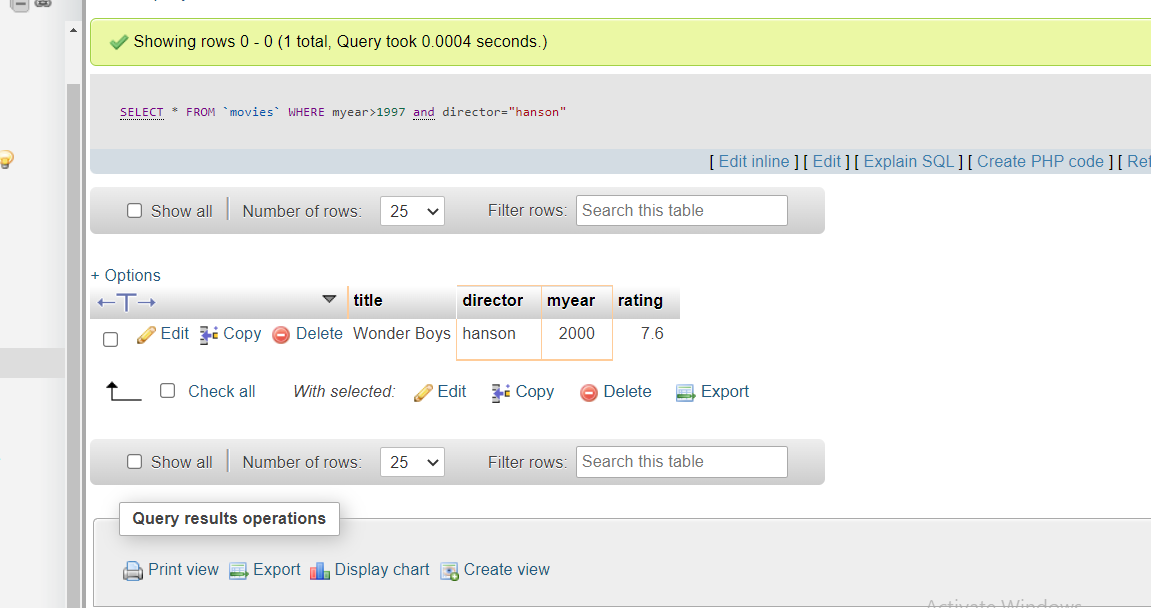 Showing rows 0 - 0 (1 total, Query took 0.0004 seconds.)
SELECT * FROM `movies` WHERE myear>1997 and director="hanson"
[ Edit inline ] [ Edit ] [ Explain SQL ] [ Create PHP code ] [ Ref
Show all Number of rows: 25 Filter rows: Search this table
+ Options
←T→ title director myear rating
Edit Copy Delete Wonder Boys hanson 2000 7.6
Check all With selected: Edit Copy Delete Export
Show all Number of rows: 25 Filter rows: Search this table
Query results operations
Print view Export Display chart Create view
Activate Windows